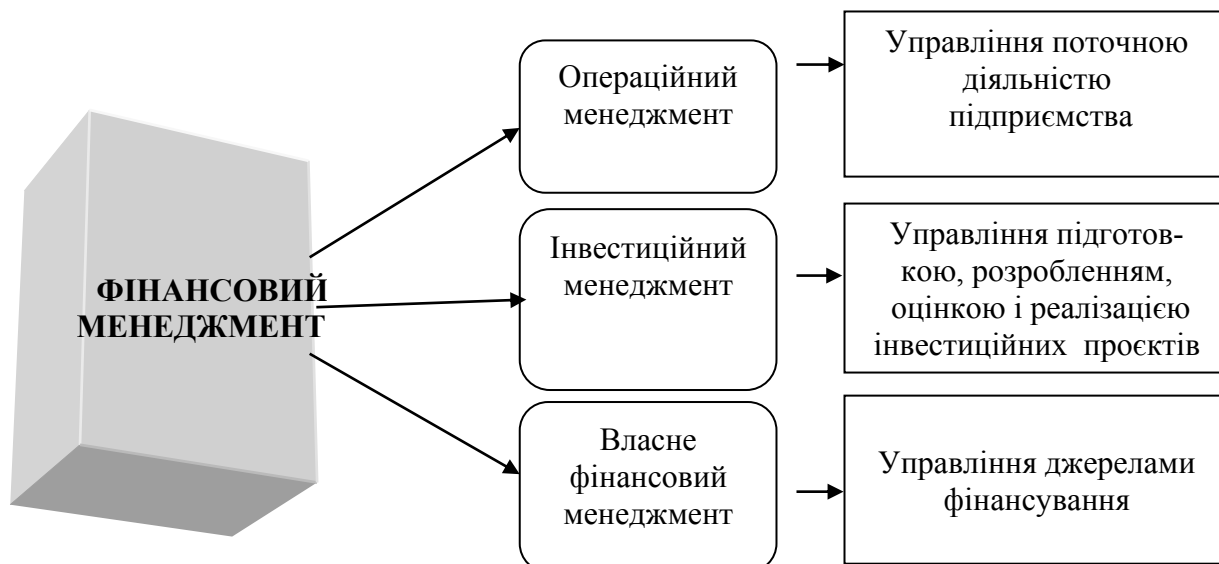 ФІНАНСОВИЙ
МЕНЕДЖМЕНТ
Операційний
менеджмент
Управління поточною
діяльністю
підприємства
Інвестиційний
менеджмент
Управління підготов-
кою, розробленням,
оцінкою і реалізацією
інвестиційних проєктів
Власне
фінансовий
менеджмент
Управління джерелами
фінансування